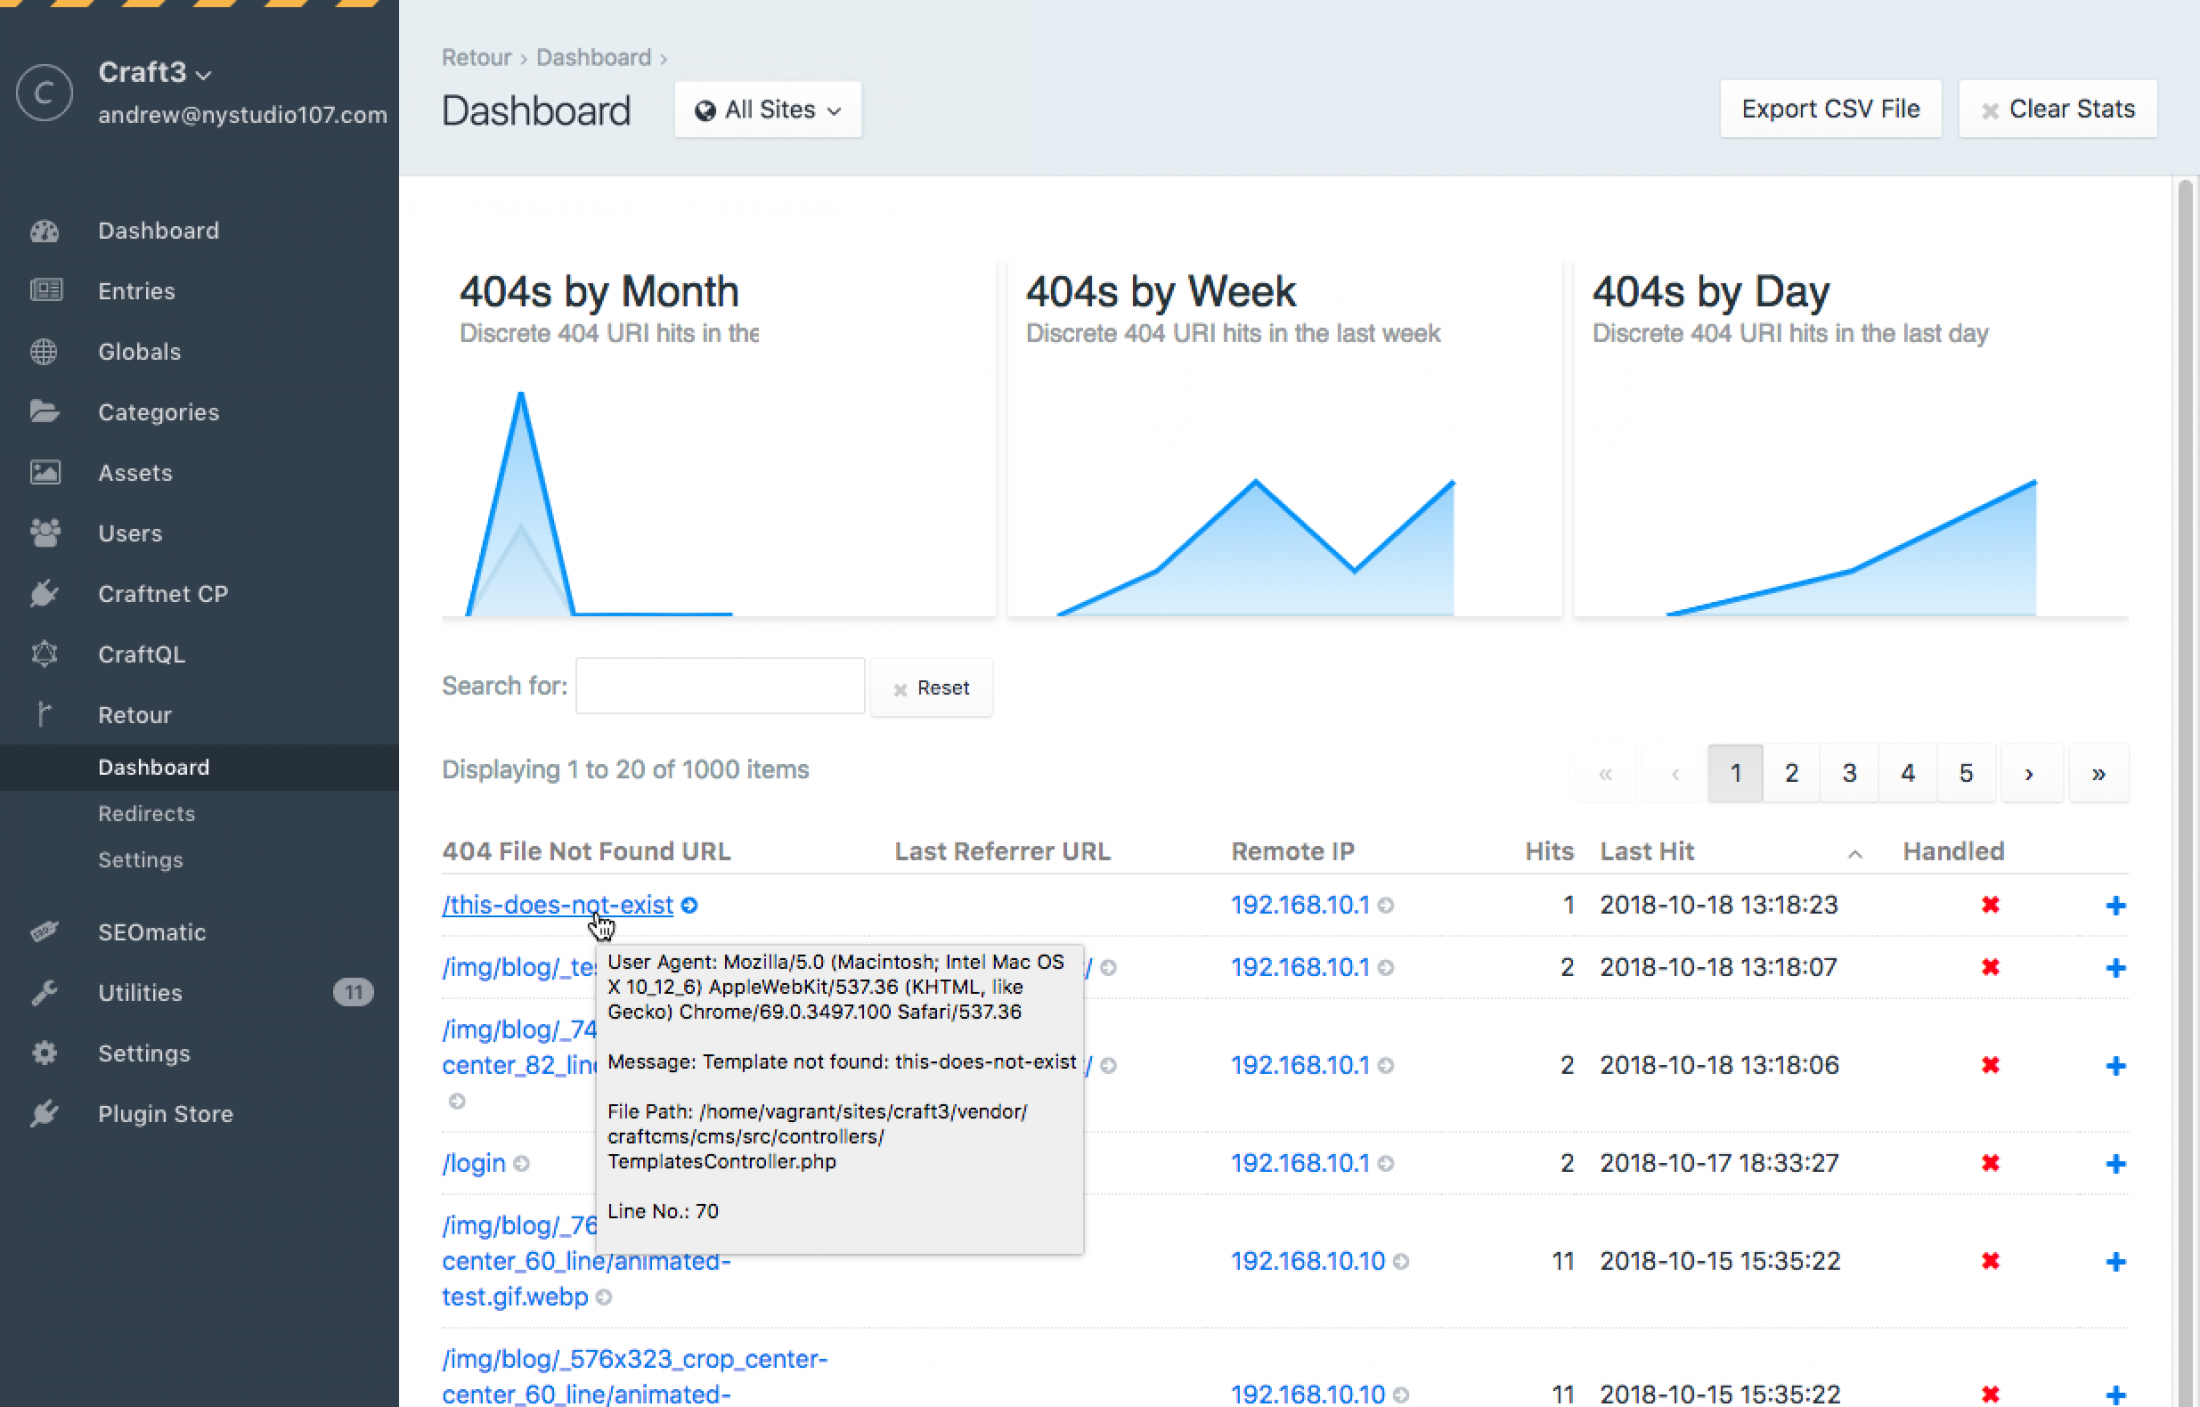 C
Craft3
andrew@nystudio107.com
Dashboard
Entries
Globals
Categories
Assets
Users
Craftnet CP
CraftQL
Retour
Dashboard
Redirects
Settings
SEOmatic
Utilities 11
Settings
Plugin Store
Retour › Dashboard ›
Dashboard
All Sites
Export CSV File
Clear Stats
404s by Month
Discrete 404 URI hits in the
404s by Week
Discrete 404 URI hits in the last week
404s by Day
Discrete 404 URI hits in the last day
Search for:
Reset
Displaying 1 to 20 of 1000 items
« ‹ 1 2 3 4 5 › »
404 File Not Found URL Last Referrer URL Remote IP Hits Last Hit Handled
/this-does-not-exist 192.168.10.1 1 2018-10-18 13:18:23
/img/blog/_te / 192.168.10.1 2 2018-10-18 13:18:07
/img/blog/_74
center_82_lin / 192.168.10.1 2 2018-10-18 13:18:06
/login 192.168.10.1 2 2018-10-17 18:33:27
/img/blog/_76
center_60_line/animated- 192.168.10.10 11 2018-10-15 15:35:22
test.gif.webp
/img/blog/_576x323_crop_center-
center_60_line/animated- 192.168.10.10 11 2018-10-15 15:35:22
User Agent: Mozilla/5.0 (Macintosh; Intel Mac OS
X 10_12_6) AppleWebKit/537.36 (KHTML, like
Gecko) Chrome/69.0.3497.100 Safari/537.36
Message: Template not found: this-does-not-exist
File Path: /home/vagrant/sites/craft3/vendor/
craftcms/cms/src/controllers/
TemplatesController.php
Line No.: 70